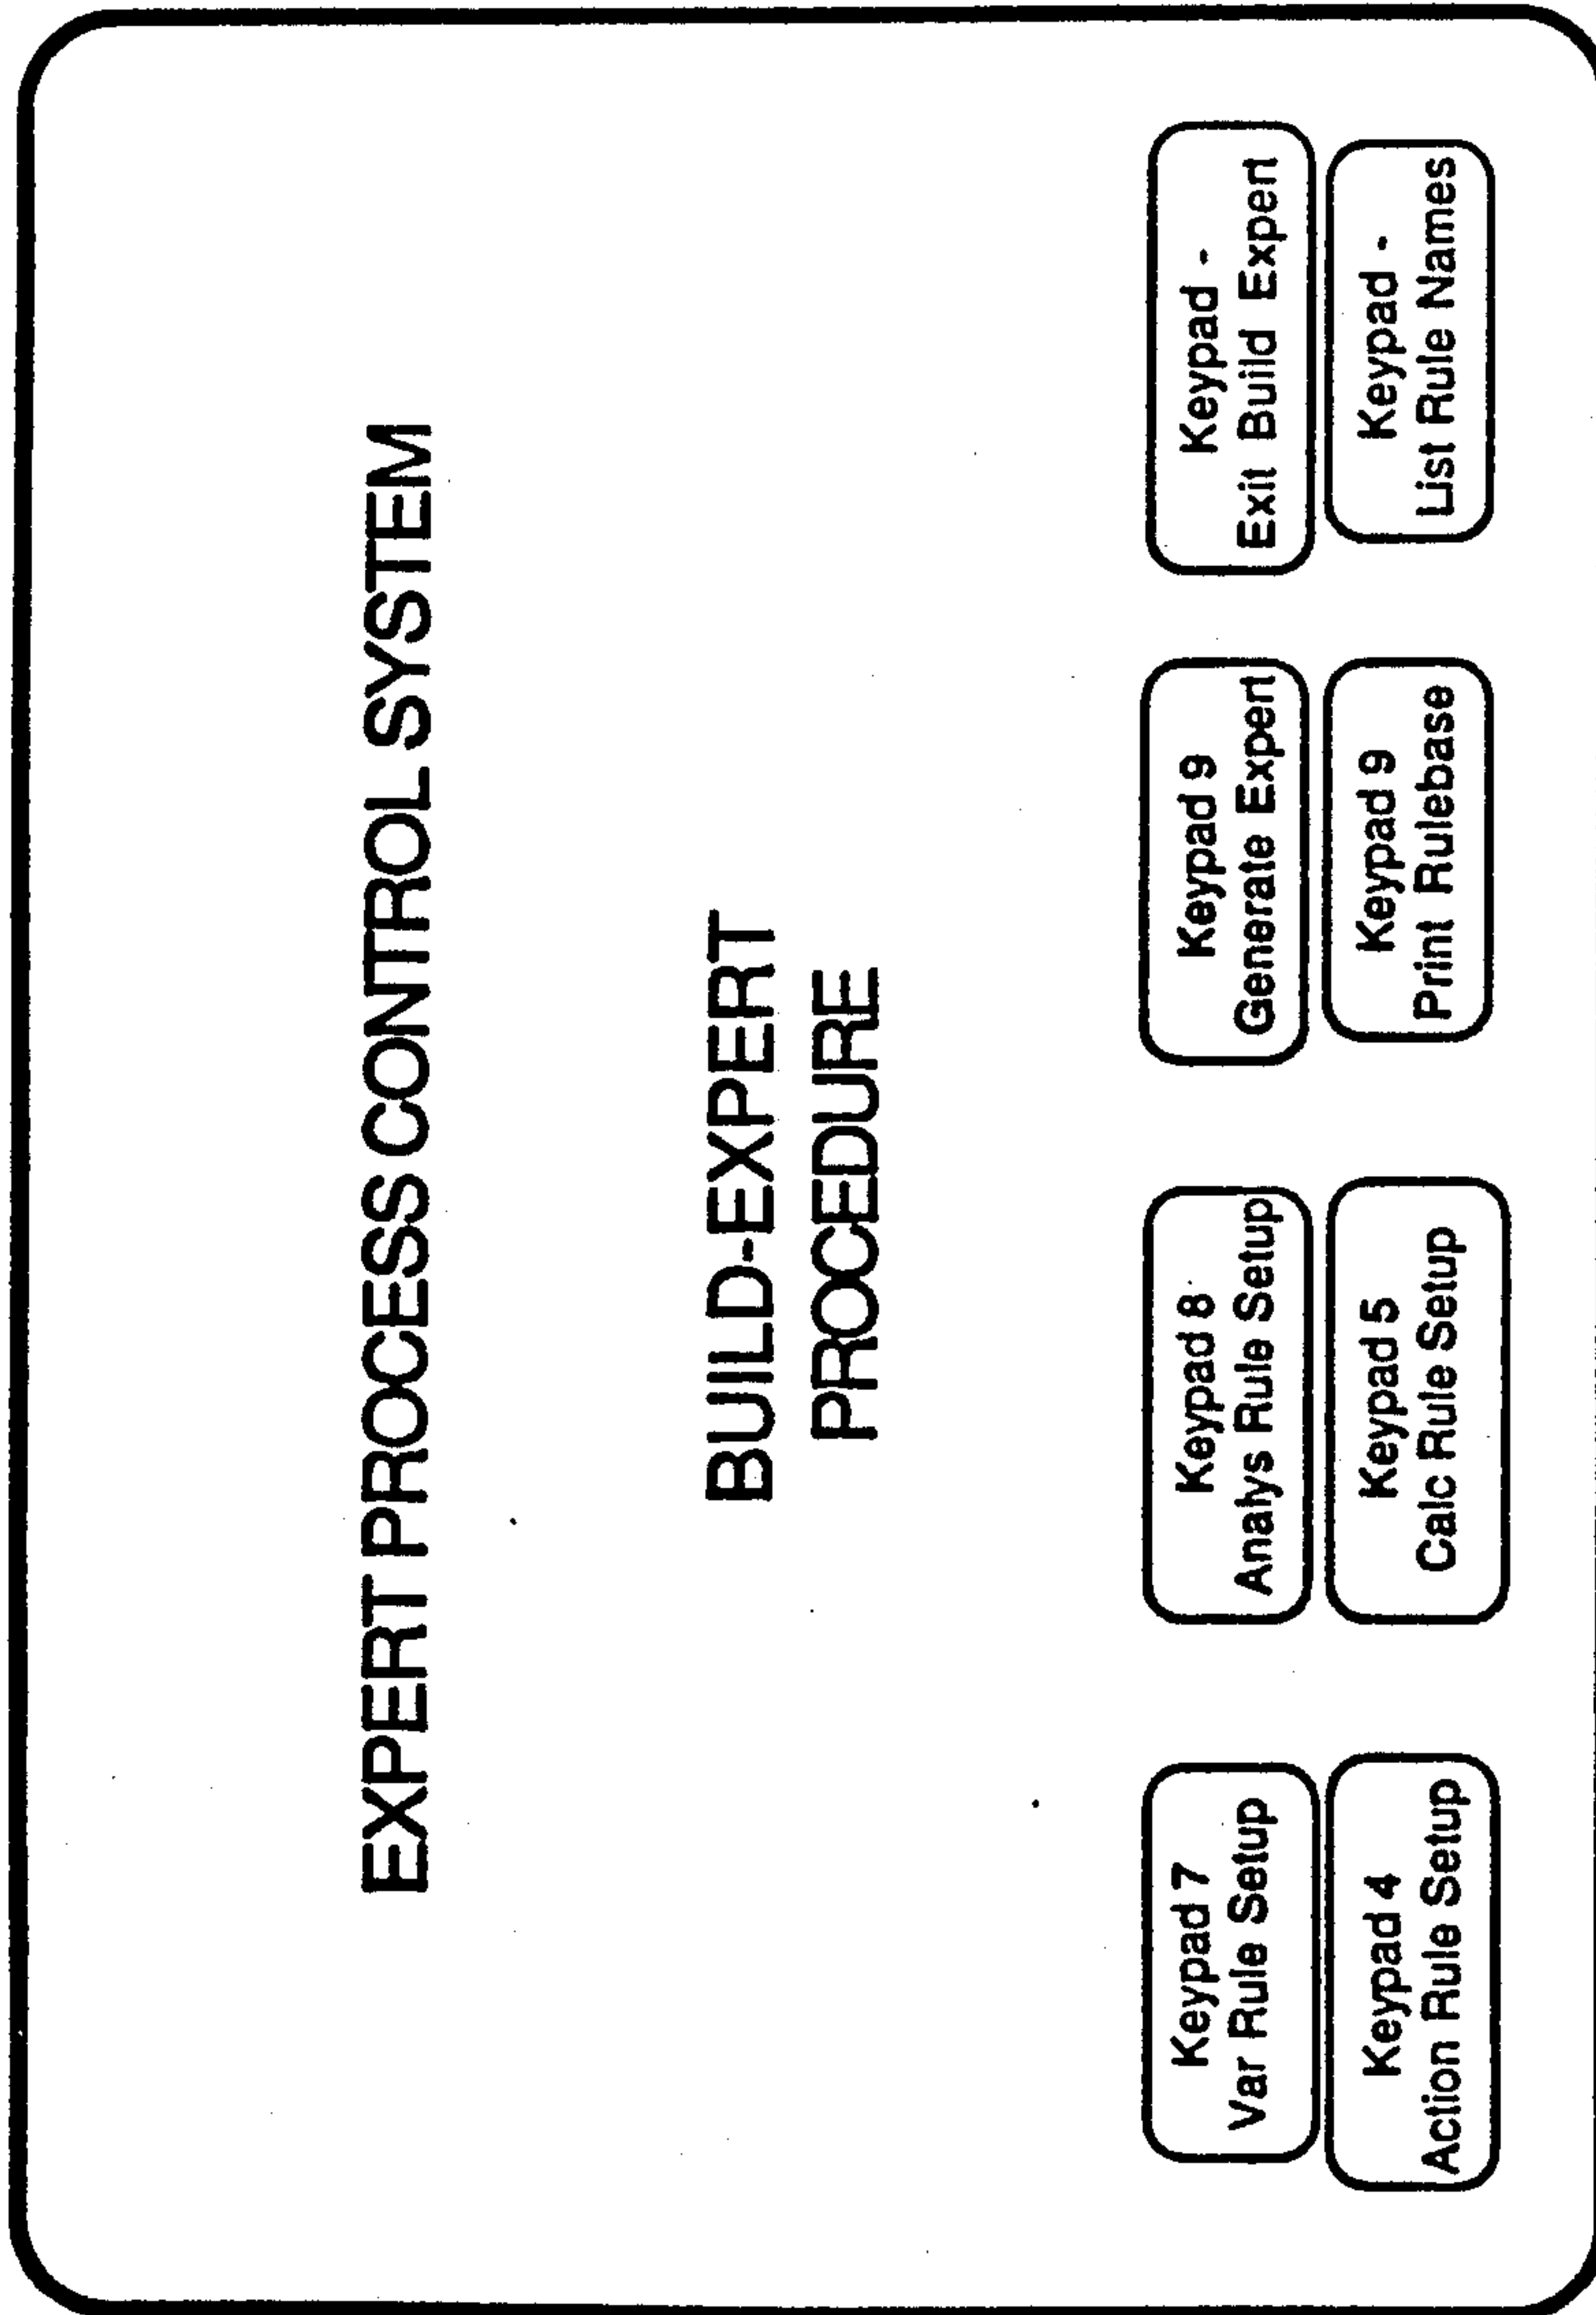 EXPERT PROCESS CONTROL SYSTEM
BUILD-EXPERT
PROCEDURE
Keypad 7
Var Rule Setup
Keypad 8
Analys Rule Setup
Keypad 9
Generate Expert
Keypad -
Exit Build Expert
Keypad 4
Action Rule Setup
Keypad 5
Calc Rule Setup
Keypad 9
Print Rulebase
Keypad -
List Rule Names